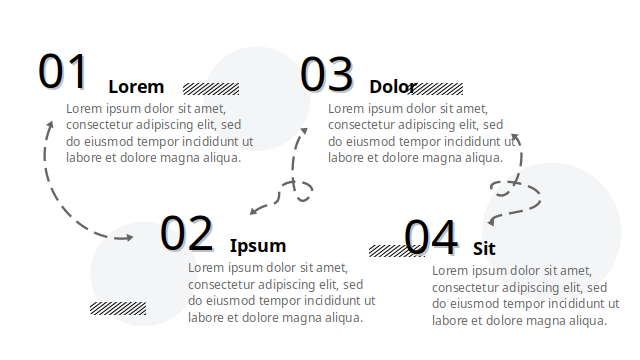 01
Lorem
Lorem ipsum dolor sit amet,
consectetur adipiscing elit, sed
do eiusmod tempor incididunt ut
labore et dolore magna aliqua.
02
Ipsum
Lorem ipsum dolor sit amet,
consectetur adipiscing elit, sed
do eiusmod tempor incididunt ut
labore et dolore magna aliqua.
03
Dolor
Lorem ipsum dolor sit amet,
consectetur adipiscing elit, sed
do eiusmod tempor incididunt ut
labore et dolore magna aliqua.
04
Sit
Lorem ipsum dolor sit amet,
consectetur adipiscing elit, sed
do eiusmod tempor incididunt ut
labore et dolore magna aliqua.